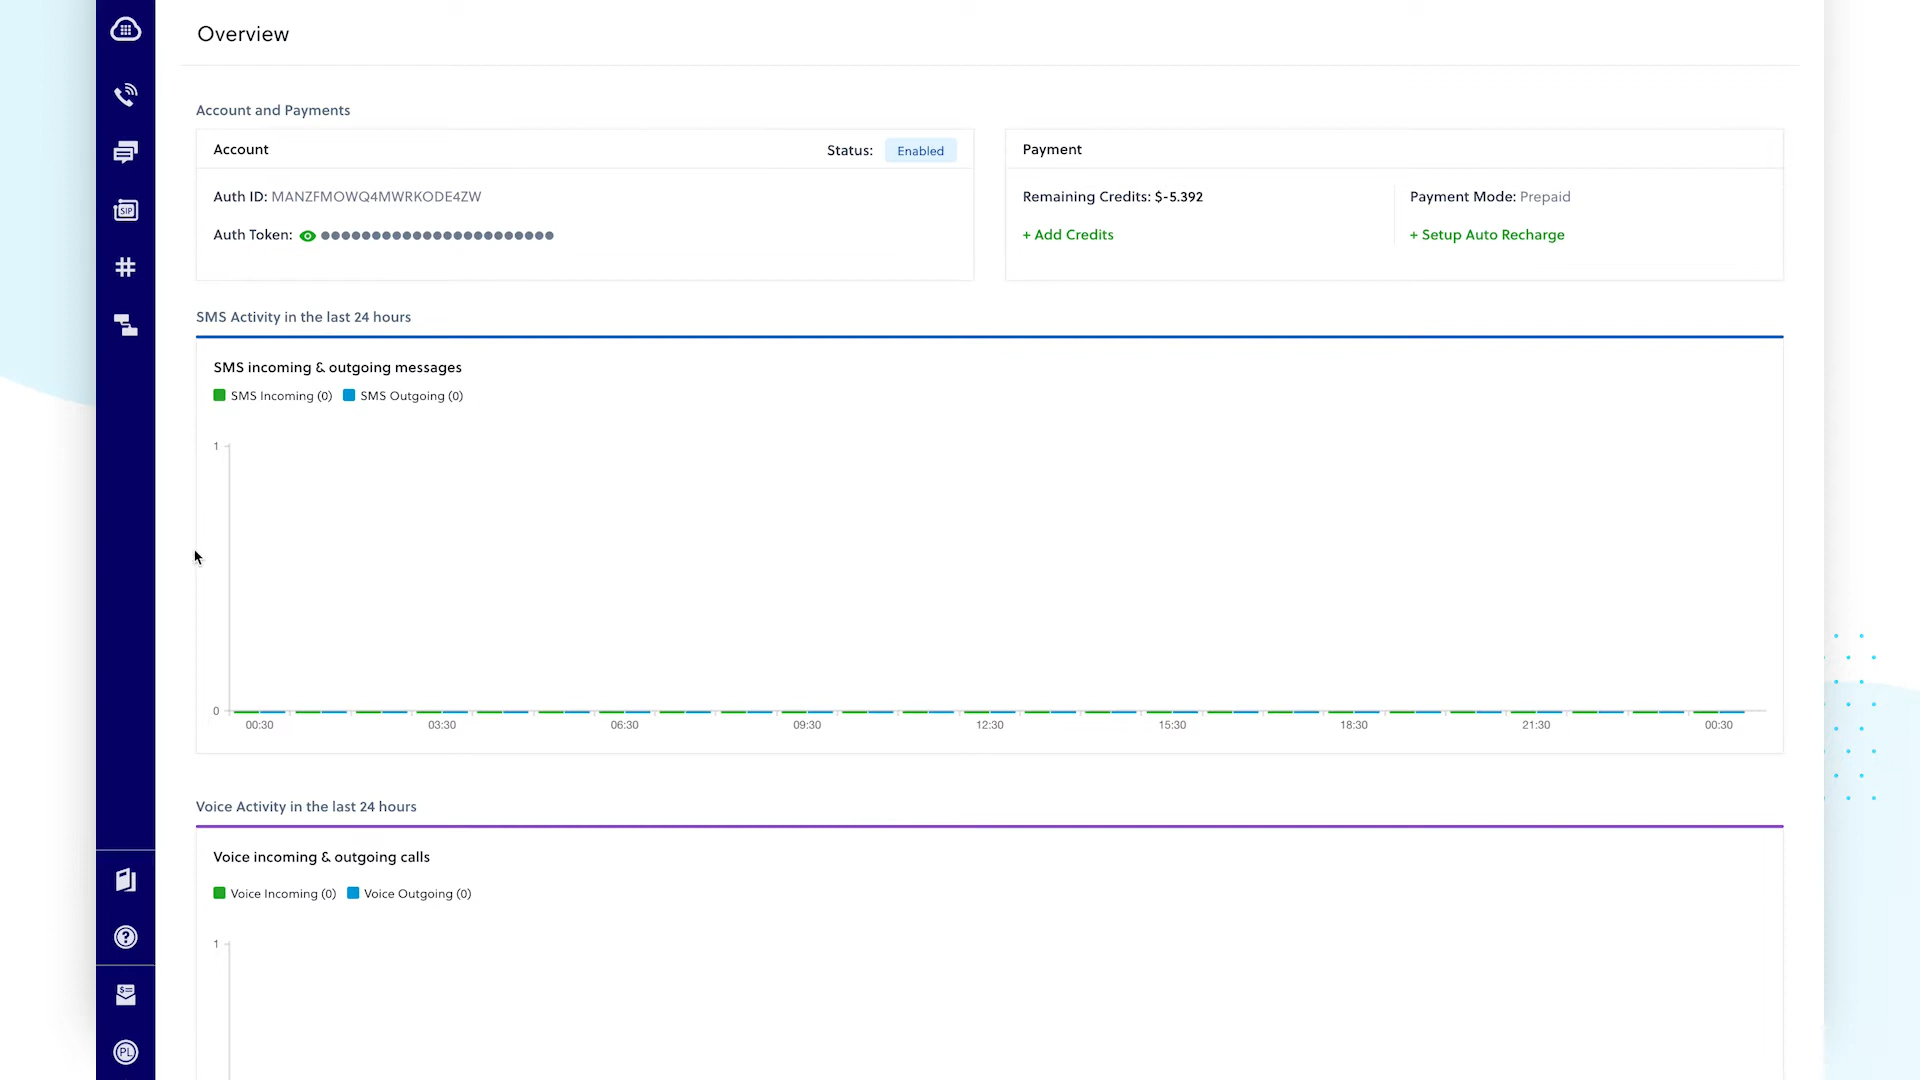 Overview
Account and Payments
Account
Status: Enabled
Auth ID: MANZFMOWQ4MWRKODE4ZW
Auth Token: ●●●●●●●●●●●●●●●●●●●●●●●
Payment
Remaining Credits: $-5.392
+ Add Credits
Payment Mode: Prepaid
+ Setup Auto Recharge
SMS Activity in the last 24 hours
SMS incoming & outgoing messages
SMS Incoming (0) SMS Outgoing (0)
1
0
00:30 03:30 06:30 09:30 12:30 15:30 18:30 21:30 00:30
Voice Activity in the last 24 hours
Voice incoming & outgoing calls
Voice Incoming (0) Voice Outgoing (0)
1
SIP
PL